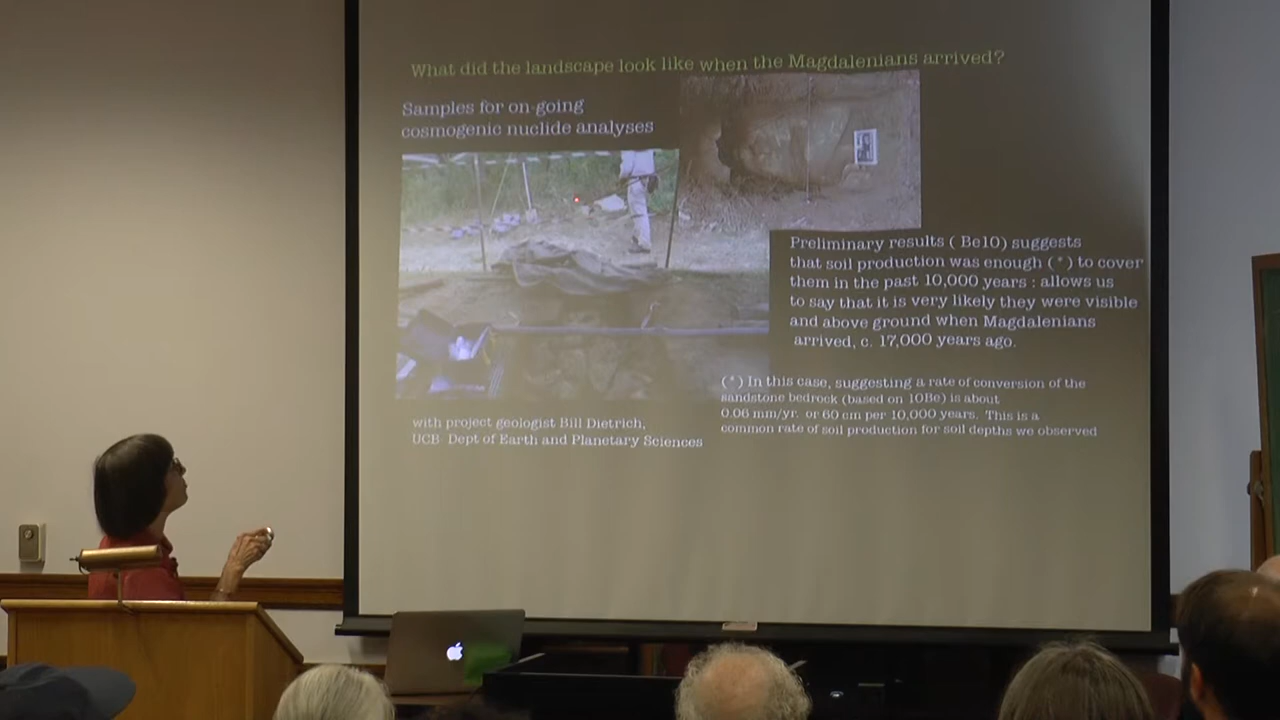 What did the landscape look like when the Magdalenians arrived?
Samples for on-going
cosmogenic nuclide analyses
Preliminary results ( Be10) suggests
that soil production was enough (*) to cover
them in the past 10,000 years : allows us
to say that it is very likely they were visible
and above ground when Magdalenians
arrived, c. 17,000 years ago.
(*) In this case, suggesting a rate of conversion of the
sandstone bedrock (based on 10Be) is about
0.06 mm/yr. or 60 cm per 10,000 years. This is a
common rate of soil production for soil depths we observed
with project geologist Bill Dietrich,
UCB Dept of Earth and Planetary Sciences